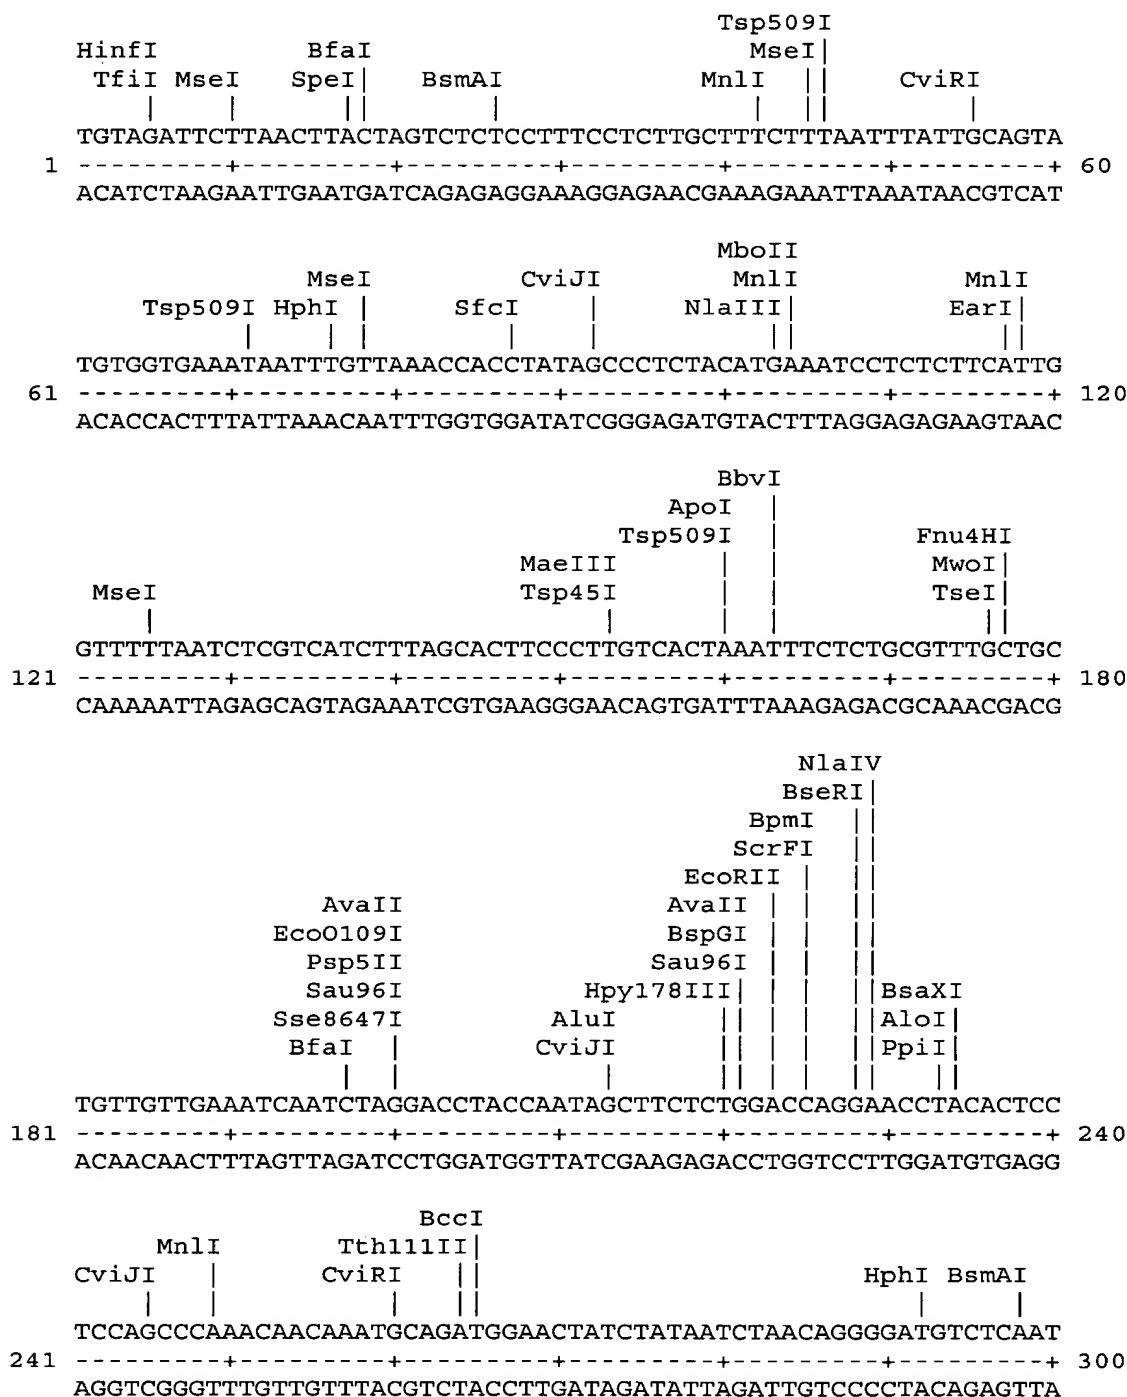 Tsp509I
HinfI BfaI MseI |
TfiI MseI SpeI| BsmAI MnlI || CviRI
| | || | | || |
TGTAGATTCTTAACTTACTAGTCTCTCCTTTCCTCTTGCTTTCTTTAATTTATTGCAGTA
1 ---------+---------+---------+---------+---------+---------+ 60
ACATCTAAGAATTGAATGATCAGAGAGGAAAGGAGAACGAAAGAAATTAAATAACGTCAT
MboII
MseI CviJI MnlI MnlI
Tsp509I HphI | SfcI | NlaIII| EarI|
| | | | | || ||
TGTGGTGAAATAATTTGTTAAACCACCTATAGCCCTCTACATGAAATCCTCTCTTCATTG
61 ---------+---------+---------+---------+---------+---------+ 120
ACACCACTTTATTAAACAATTTGGTGGATATCGGGAGATGTACTTTAGGAGAGAAGTAAC
BbvI
ApoI |
Tsp509I | Fnu4HI
MaeIII | | MwoI|
MseI Tsp45I | | TseI|
| | | | ||
GTTTTTAATCTCGTCATCTTTAGCACTTCCCTTGTCACTAAATTTCTCTGCGTTTGCTGC
121 ---------+---------+---------+---------+---------+---------+ 180
CAAAAATTAGAGCAGTAGAAATCGTGAAGGGAACAGTGATTTAAAGAGACGCAAACGACG
NlaIV
BseRI|
BpmI ||
ScrFI ||
EcoRII | ||
AvaII AvaII | | ||
EcoO109I BspGI | | ||
Psp5II Sau96I | | ||
Sau96I Hpy178III| | | || BsaXI
Sse8647I AluI || | | || AloI|
BfaI | CviJI || | | || PpiI|
| | | || | | || ||
TGTTGTTGAAATCAATCTAGGACCTACCAATAGCTTCTCTGGACCAGGAACCTACACTCC
181 ---------+---------+---------+---------+---------+---------+ 240
ACAACAACTTTAGTTAGATCCTGGATGGTTATCGAAGAGACCTGGTCCTTGGATGTGAGG
BccI
MnlI Tth111II|
CviJI | CviRI || HphI BsmAI
| | | || | |
TCCAGCCCAAACAACAAATGCAGATGGAACTATCTATAATCTAACAGGGGATGTCTCAAT
241 ---------+---------+---------+---------+---------+---------+ 300
AGGTCGGGTTTGTTGTTTACGTCTACCTTGATAGATATTAGATTGTCCCCTACAGAGTTA